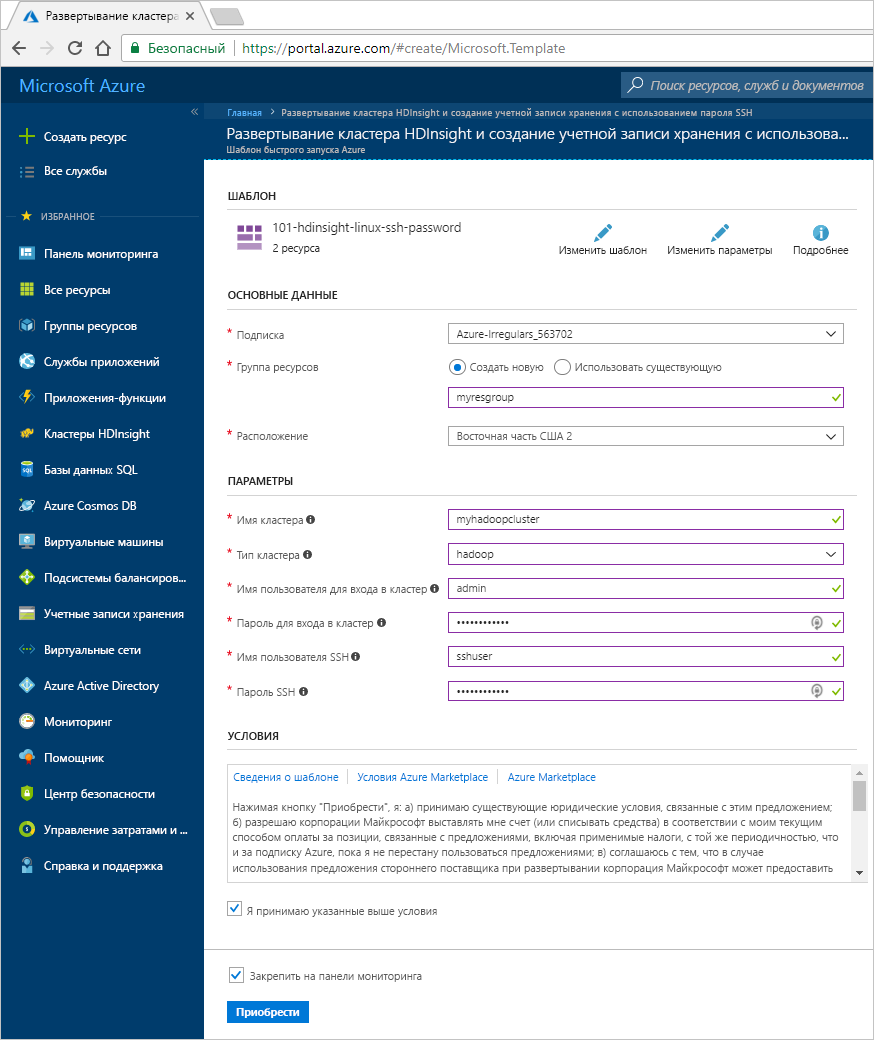 Развертывание кластера
Безопасный
https://portal.azure.com/#create/Microsoft.Template
Microsoft Azure
Поиск ресурсов, служб и документов
Главная > Развертывание кластера HDInsight и создание учетной записи хранения с использованием пароля SSH
Развертывание кластера HDInsight и создание учетной записи хранения с использова...
Шаблон быстрого запуска Azure
Создать ресурс
Все службы
ИЗБРАННОЕ
Панель мониторинга
Все ресурсы
Группы ресурсов
Службы приложений
Приложения-функции
Кластеры HDInsight
Базы данных SQL
Azure Cosmos DB
Виртуальные машины
Подсистемы балансиров...
Учетные записи хранения
Виртуальные сети
Azure Active Directory
Мониторинг
Помощник
Центр безопасности
Управление затратами и ...
Справка и поддержка
ШАБЛОН
101-hdinsight-linux-ssh-password
2 ресурса
Изменить шаблон
Изменить параметры
Подробнее
ОСНОВНЫЕ ДАННЫЕ
* Подписка
Azure-Irregulars_563702
* Группа ресурсов
Создать новую
Использовать существующую
myresgroup
* Расположение
Восточная часть США 2
ПАРАМЕТРЫ
* Имя кластера
myhadoopcluster
* Тип кластера
hadoop
* Имя пользователя для входа в кластер
admin
* Пароль для входа в кластер
••••••••••••
* Имя пользователя SSH
sshuser
* Пароль SSH
••••••••••••
УСЛОВИЯ
Сведения о шаблоне | Условия Azure Marketplace | Azure Marketplace
Нажимая кнопку "Приобрести", я: а) принимаю существующие юридические условия, связанные с этим предложением;
б) разрешаю корпорации Майкрософт выставлять мне счет (или списывать средства) в соответствии с моим текущим
способом оплаты за позиции, связанные с предложениями, включая применимые налоги, с той же периодичностью, что
и за подписку Azure, пока я не перестану пользоваться предложениями; в) соглашаюсь с тем, что в случае
использования предложения стороннего поставщика при развертывании корпорация Майкрософт может предоставить
Я принимаю указанные выше условия
Закрепить на панели мониторинга
Приобрести